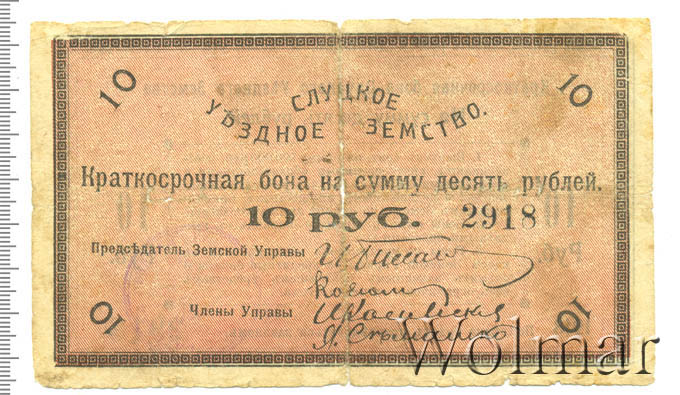 10 10
СЛУЦКОЕ
УѢЗДНОЕ ЗЕМСТВО.
Краткосрочная бона на сумму десять рублей.
10 руб. 2918
Предсѣдатель Земской Управы
Члены Управы
10 10
Wolmar